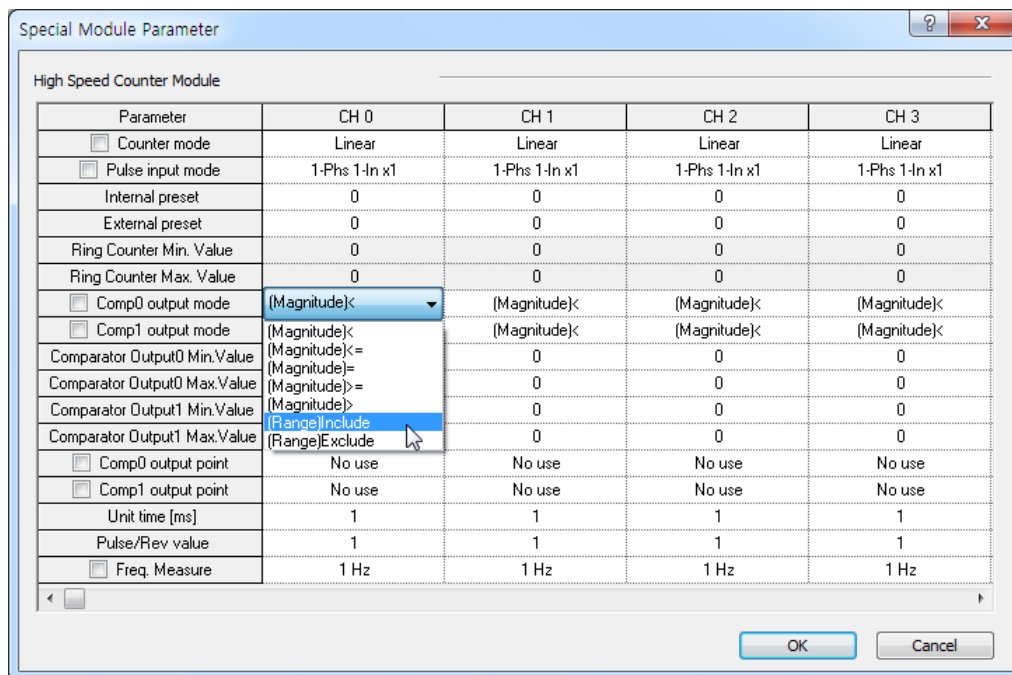 Special Module Parameter
High Speed Counter Module
Parameter CH 0 CH 1 CH 2 CH 3
Counter mode Linear Linear Linear Linear
Pulse input mode 1-Phs 1-In x1 1-Phs 1-In x1 1-Phs 1-In x1 1-Phs 1-In x1
Internal preset 0 0 0 0
External preset 0 0 0 0
Ring Counter Min. Value 0 0 0 0
Ring Counter Max. Value 0 0 0 0
Comp0 output mode (Magnitude)< (Magnitude)< (Magnitude)< (Magnitude)<
Comp1 output mode (Magnitude)< (Magnitude)< (Magnitude)<
(Magnitude)<
(Magnitude)<=
(Magnitude)=
(Magnitude)>=
(Magnitude)>
(Range)Include
(Range)Exclude
Comparator Output0 Min.Value 0 0 0
Comparator Output0 Max.Value 0 0 0
Comparator Output1 Min.Value 0 0 0
Comparator Output1 Max.Value 0 0 0
Comp0 output point No use No use No use No use
Comp1 output point No use No use No use No use
Unit time [ms] 1 1 1 1
Pulse/Rev value 1 1 1 1
Freq. Measure 1 Hz 1 Hz 1 Hz 1 Hz
OK Cancel